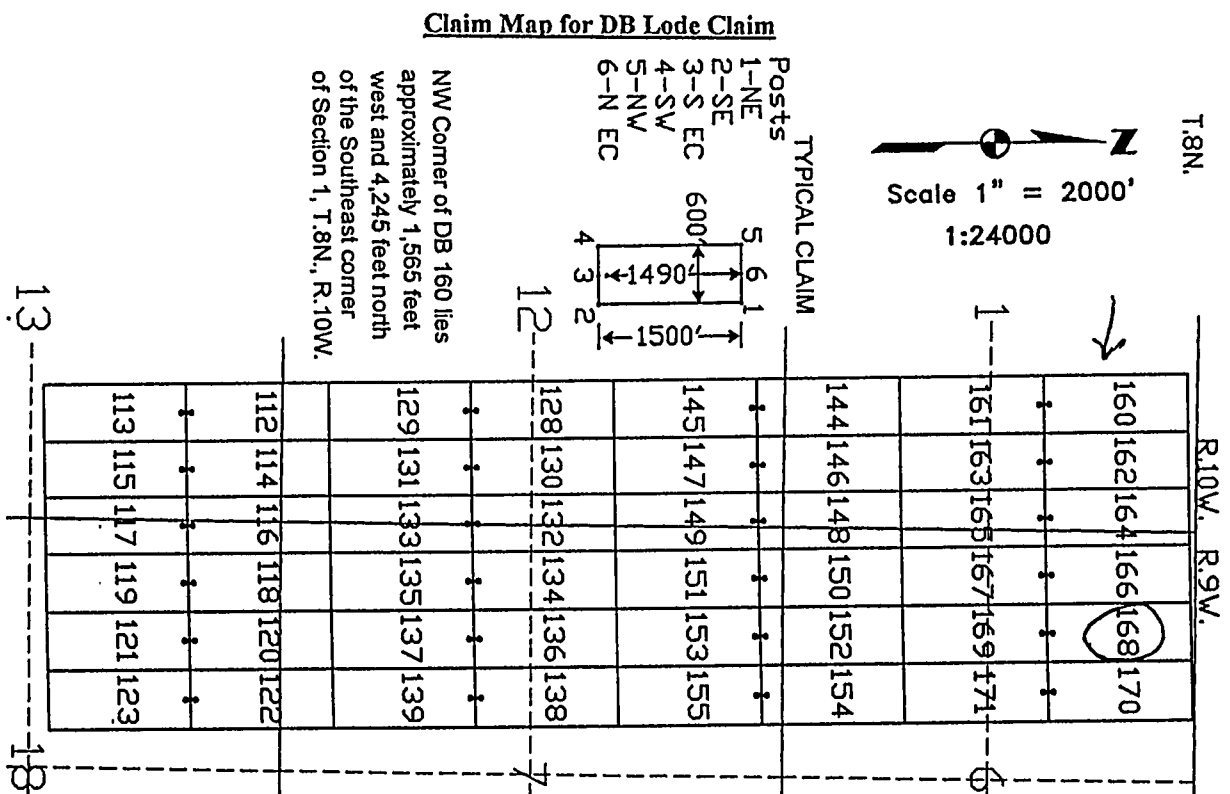 Claim Map for DB Lode Claim
T.8N.
Z
Scale 1" = 2000'
1:24000
Posts
1-NE
2-SE
3-S EC
4-SW
5-NW
6-N EC
TYPICAL CLAIM
5 6 1
600'
1490'
1500'
4 3 2
NW Corner of DB 160 lies
approximately 1,565 feet
west and 4,245 feet north
of the Southeast corner
of Section 1, T.8N., R.10W.
R.10W. R.9W.
160 162 164 166 168 170
1
161 163 165 167 169 171
6
144 146 148 150 152 154
145 147 149 151 153 155
12
128 130 132 134 136 138
7
129 131 133 135 137 139
112 114 116 118 120 122
113 115 117 119 121 123
13
18